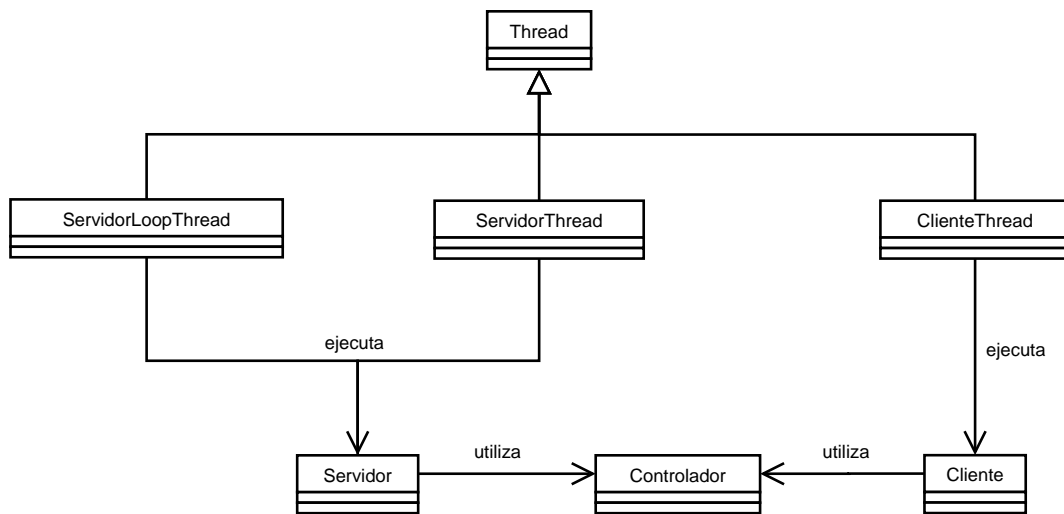 Thread
ServidorLoopThread
ServidorThread
ClienteThread
ejecuta
ejecuta
utiliza
utiliza
Servidor
Controlador
Cliente